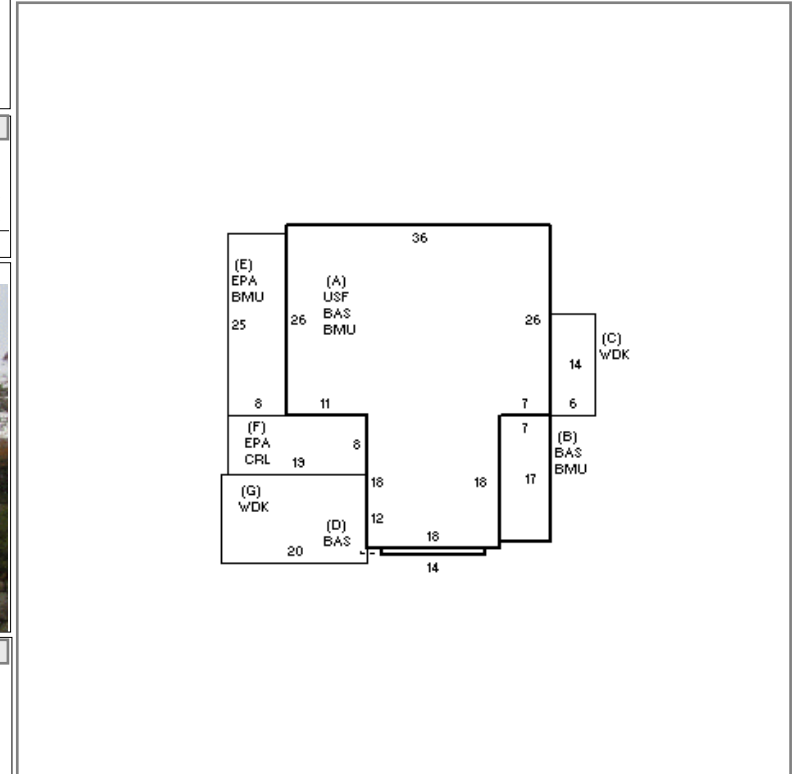 36
(E)
EPA
BMU
25
(A)
USF
BAS
BMU
26
26
(C)
WDK
14
8
11
7
6
(F)
EPA
CRL
19
8
7
(B)
BAS
BMU
17
18
18
(G)
WDK
12
(D)
BAS
20
18
14